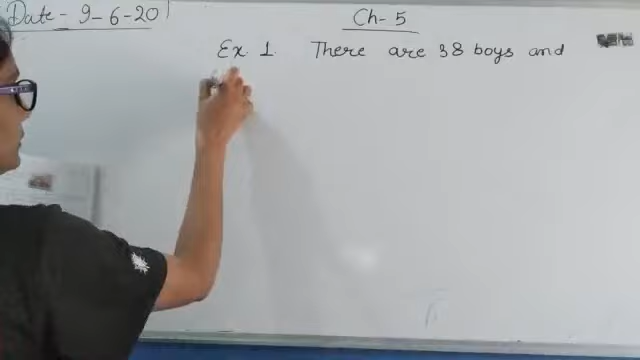 Date - 9-6-20
Ch- 5
Ex. 1 There are 38 boys and